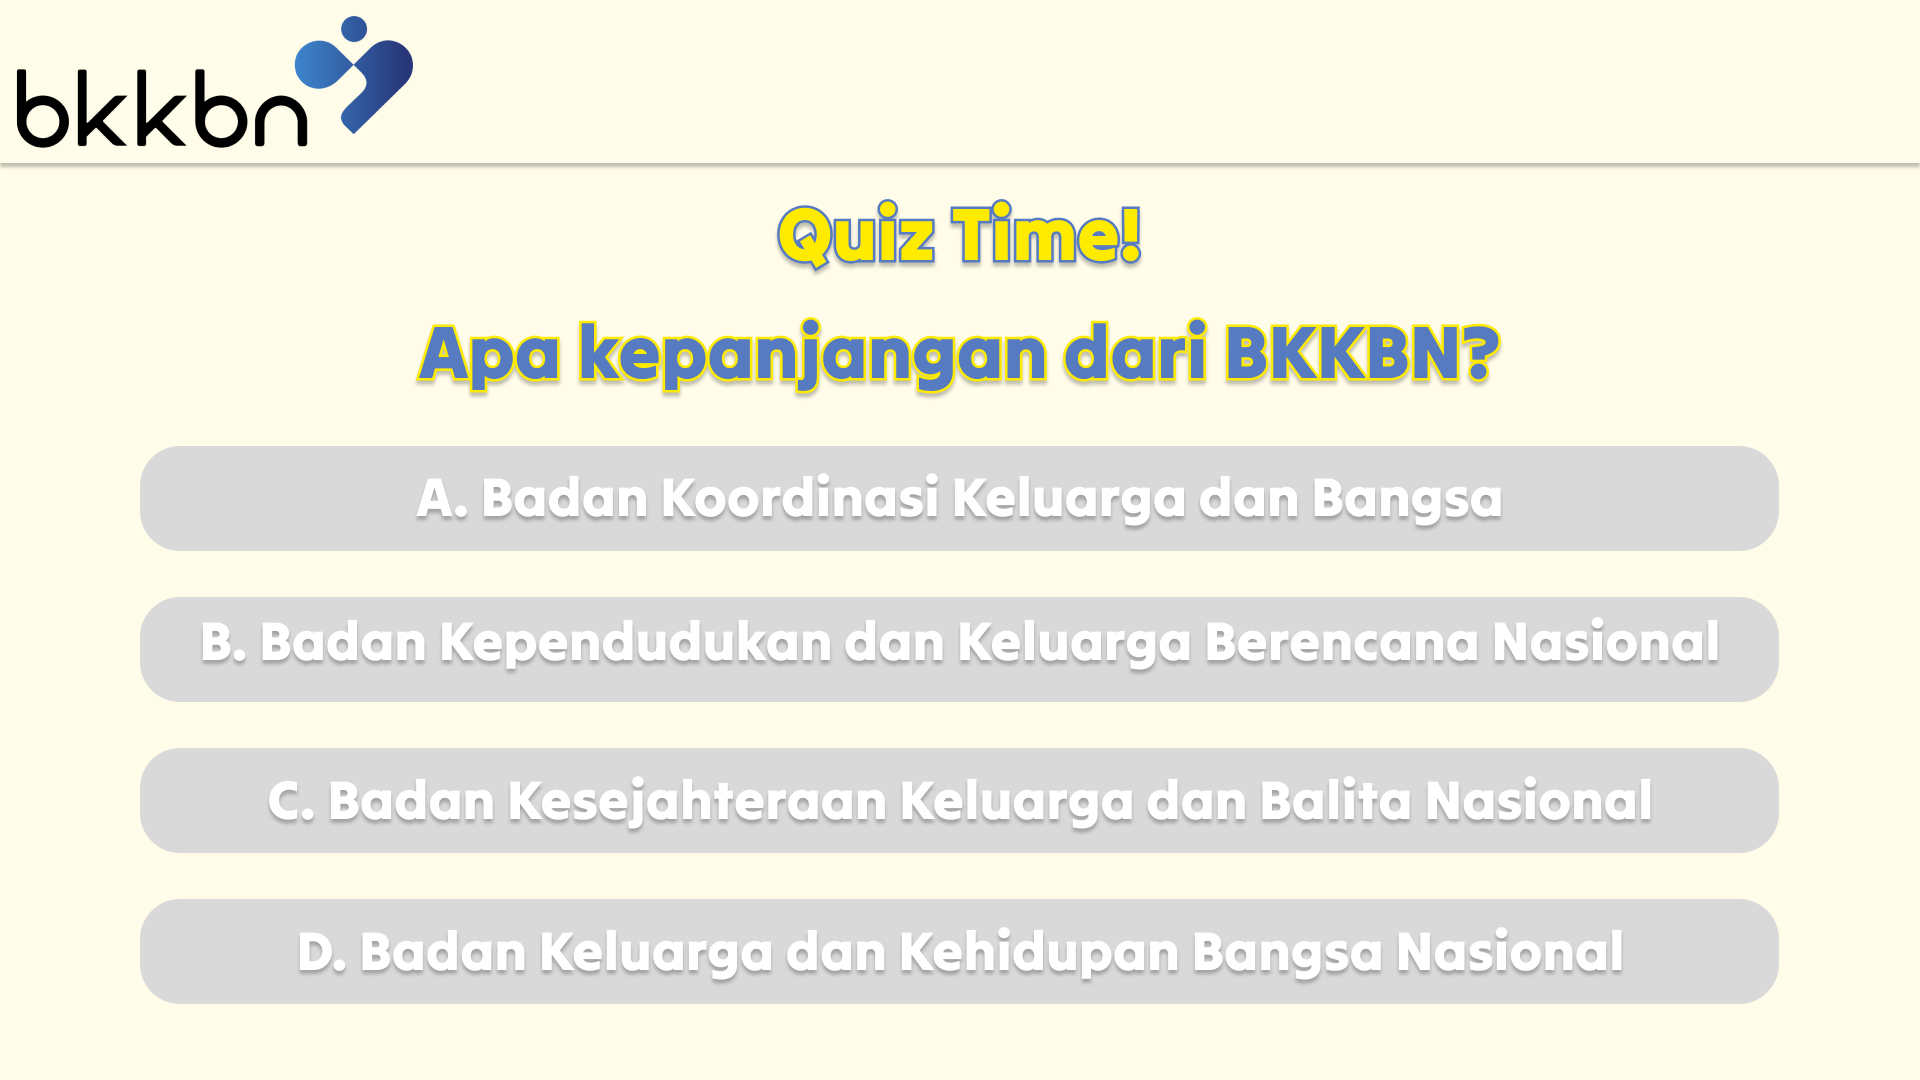 bkkbn
Quiz Time!
Apa kepanjangan dari BKKBN?
A. Badan Koordinasi Keluarga dan Bangsa
B. Badan Kependudukan dan Keluarga Berencana Nasional
C. Badan Kesejahteraan Keluarga dan Balita Nasional
D. Badan Keluarga dan Kehidupan Bangsa Nasional